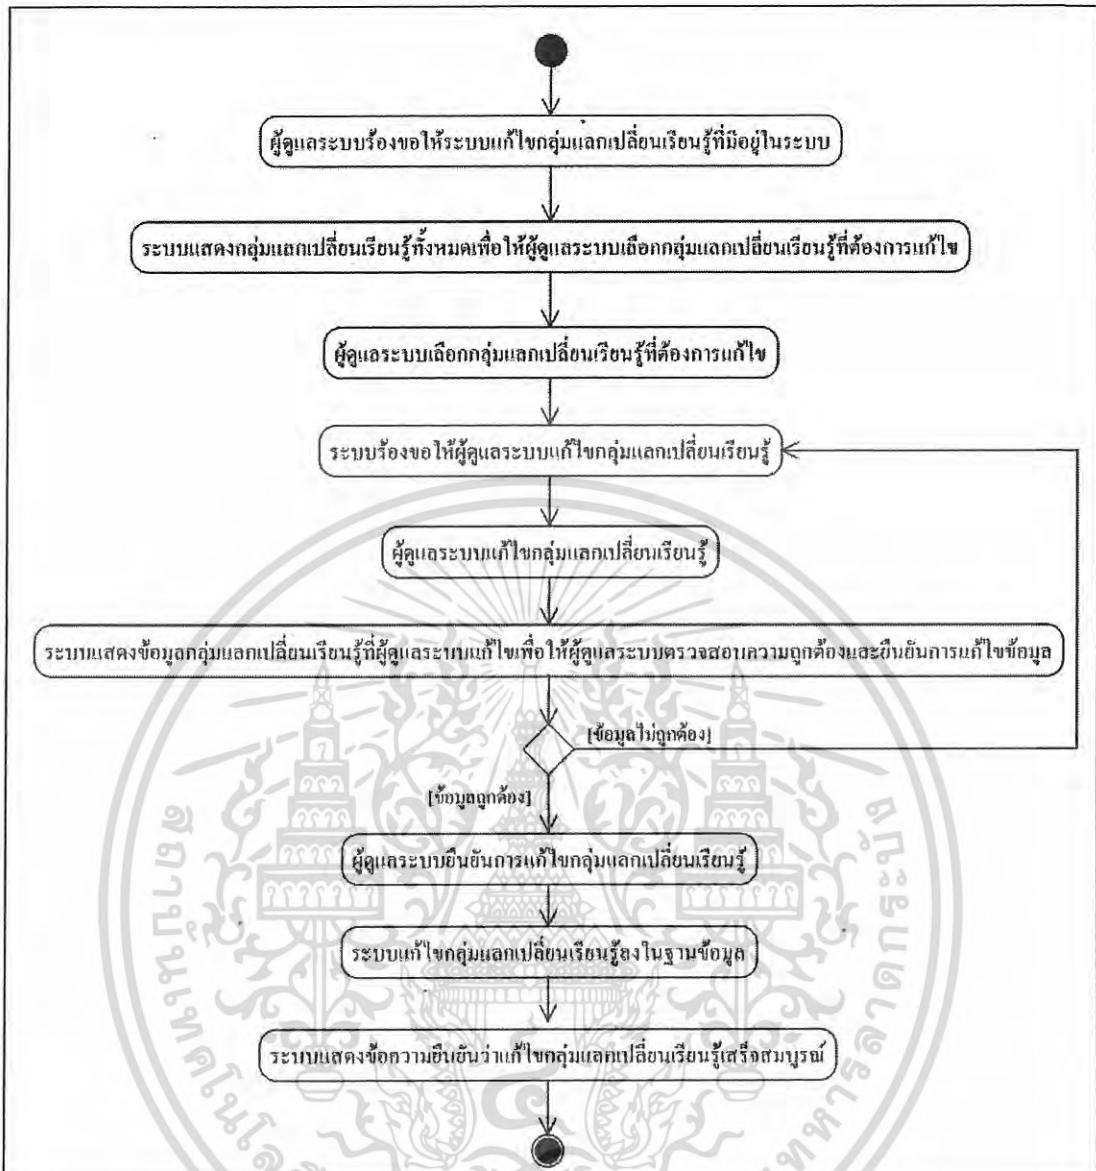 ผู้ดูแลระบบร้องขอให้ระบบแก้ไขกลุ่มแลกเปลี่ยนเรียนรู้ที่มีอยู่ในระบบ
ระบบแสดงกลุ่มแลกเปลี่ยนเรียนรู้ทั้งหมดเพื่อให้ผู้ดูแลระบบเลือกกลุ่มแลกเปลี่ยนเรียนรู้ที่ต้องการแก้ไข
ผู้ดูแลระบบเลือกกลุ่มแลกเปลี่ยนเรียนรู้ที่ต้องการแก้ไข
ระบบร้องขอให้ผู้ดูแลระบบแก้ไขกลุ่มแลกเปลี่ยนเรียนรู้
ผู้ดูแลระบบแก้ไขกลุ่มแลกเปลี่ยนเรียนรู้
ระบบแสดงข้อมูลกลุ่มแลกเปลี่ยนเรียนรู้ที่ผู้ดูแลระบบแก้ไขเพื่อให้ผู้ดูแลระบบตรวจสอบความถูกต้องและยืนยันการแก้ไขข้อมูล
[ข้อมูลไม่ถูกต้อง]
[ข้อมูลถูกต้อง]
ผู้ดูแลระบบยืนยันการแก้ไขกลุ่มแลกเปลี่ยนเรียนรู้
ระบบแก้ไขกลุ่มแลกเปลี่ยนเรียนรู้ลงในฐานข้อมูล
ระบบแสดงข้อความยืนยันว่าแก้ไขกลุ่มแลกเปลี่ยนเรียนรู้เสร็จสมบูรณ์